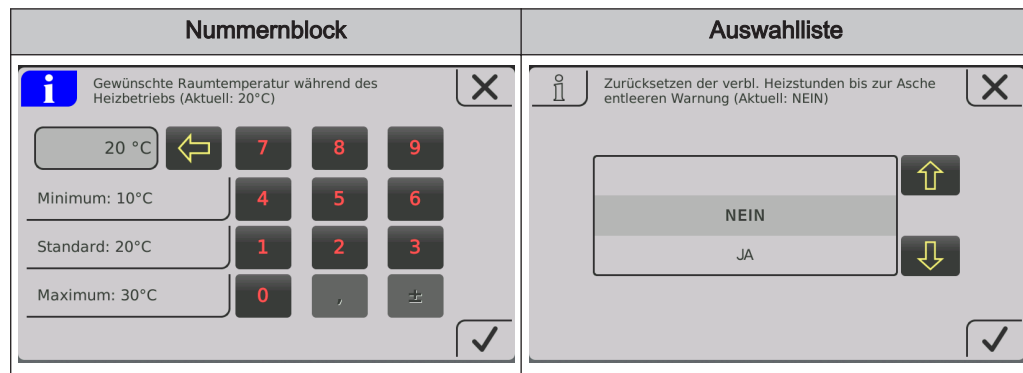 Nummernblock
Auswahlliste
i
Gewünschte Raumtemperatur während des
Heizbetriebs (Aktuell: 20°C)
20 °C
7 8 9
Minimum: 10°C
4 5 6
Standard: 20°C
1 2 3
Maximum: 30°C
0 , ±
i
Zurücksetzen der verbl. Heizstunden bis zur Asche
entleeren Warnung (Aktuell: NEIN)
NEIN
JA